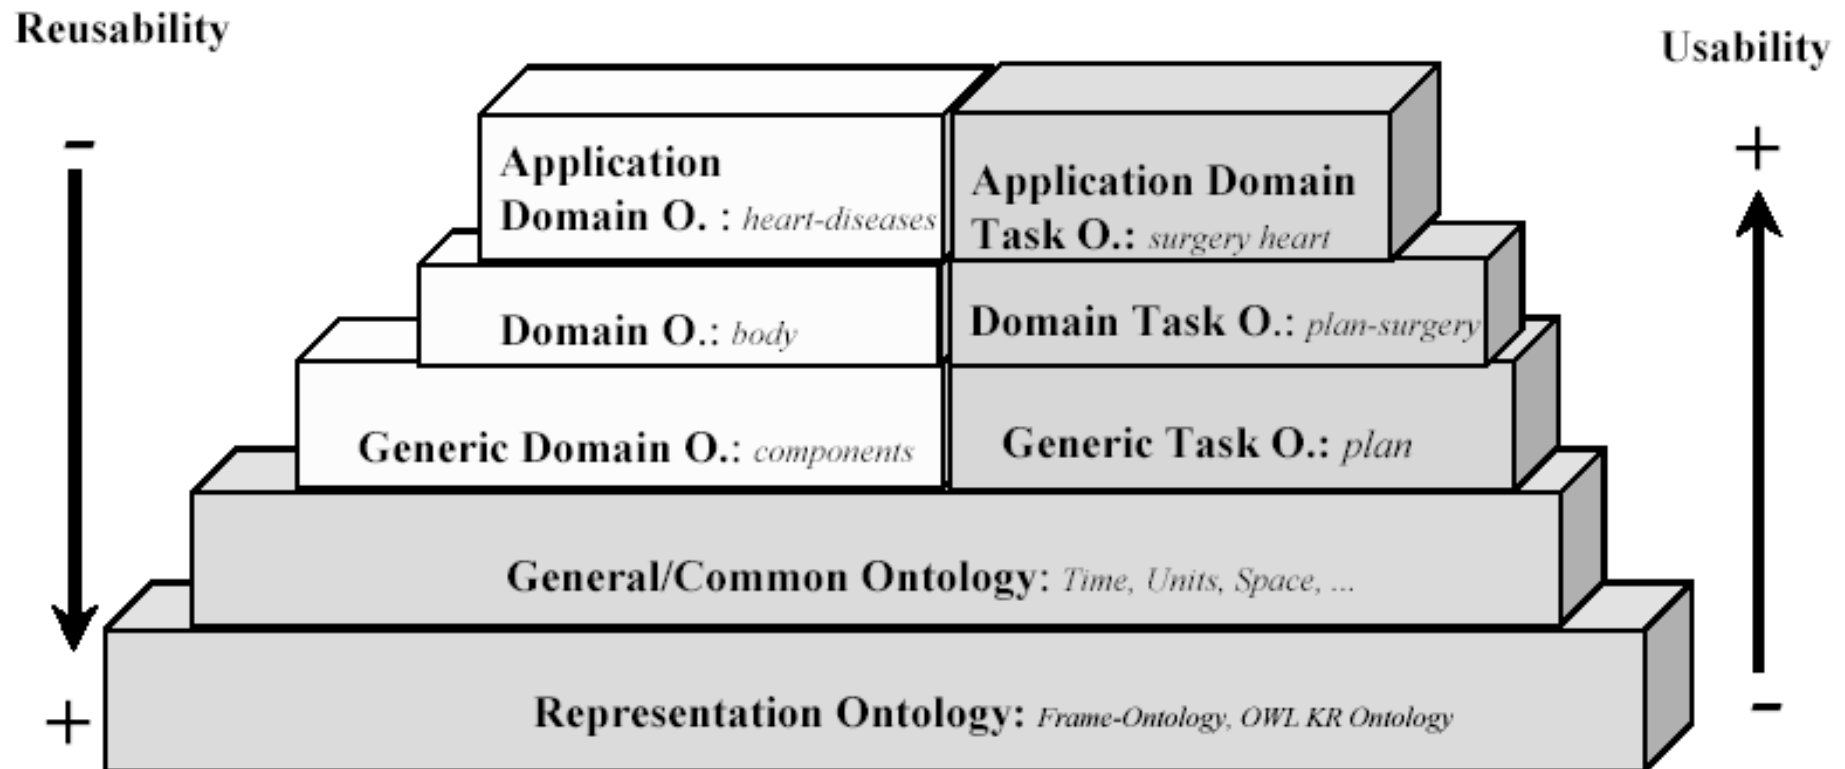 Reusability
Usability
-
+
Application
Domain O. : heart-diseases
Application Domain
Task O.: surgery heart
Domain O.: body
Domain Task O.: plan-surgery
Generic Domain O.: components
Generic Task O.: plan
General/Common Ontology: Time, Units, Space, ...
Representation Ontology: Frame-Ontology, OWL KR Ontology
+
-